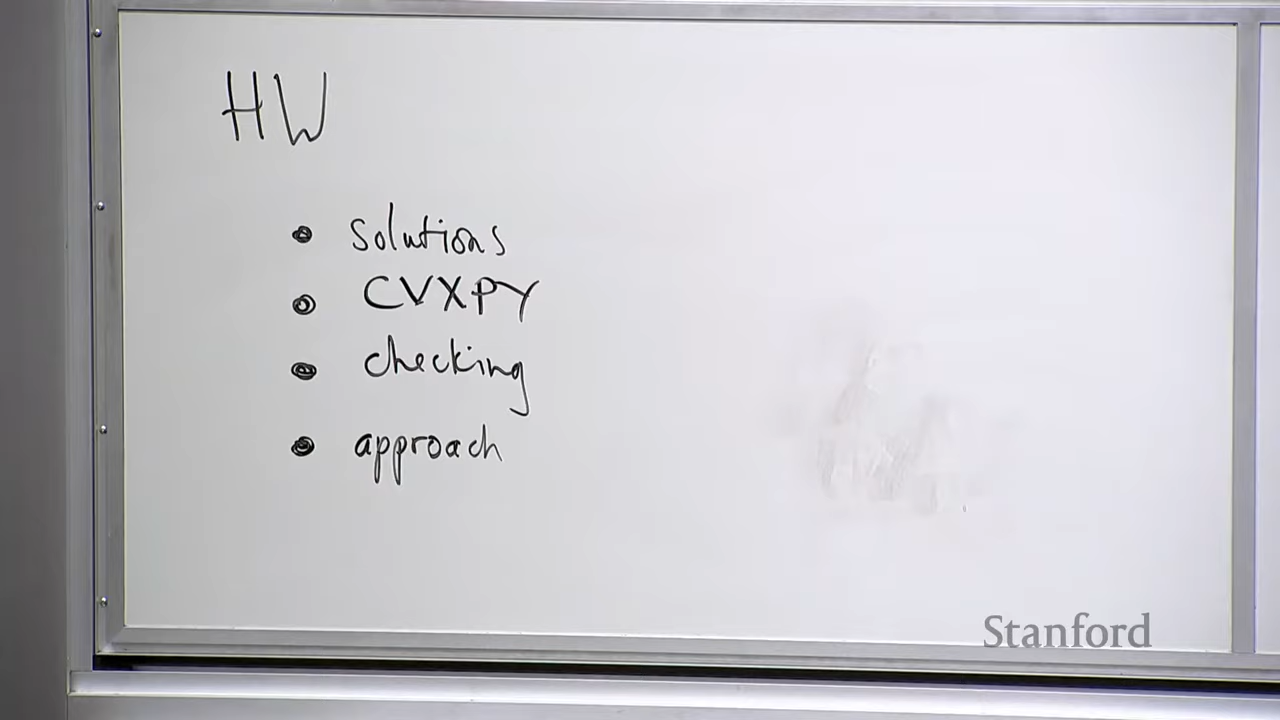 HW
• solutions
• CVXPY
• checking
• approach
Stanford